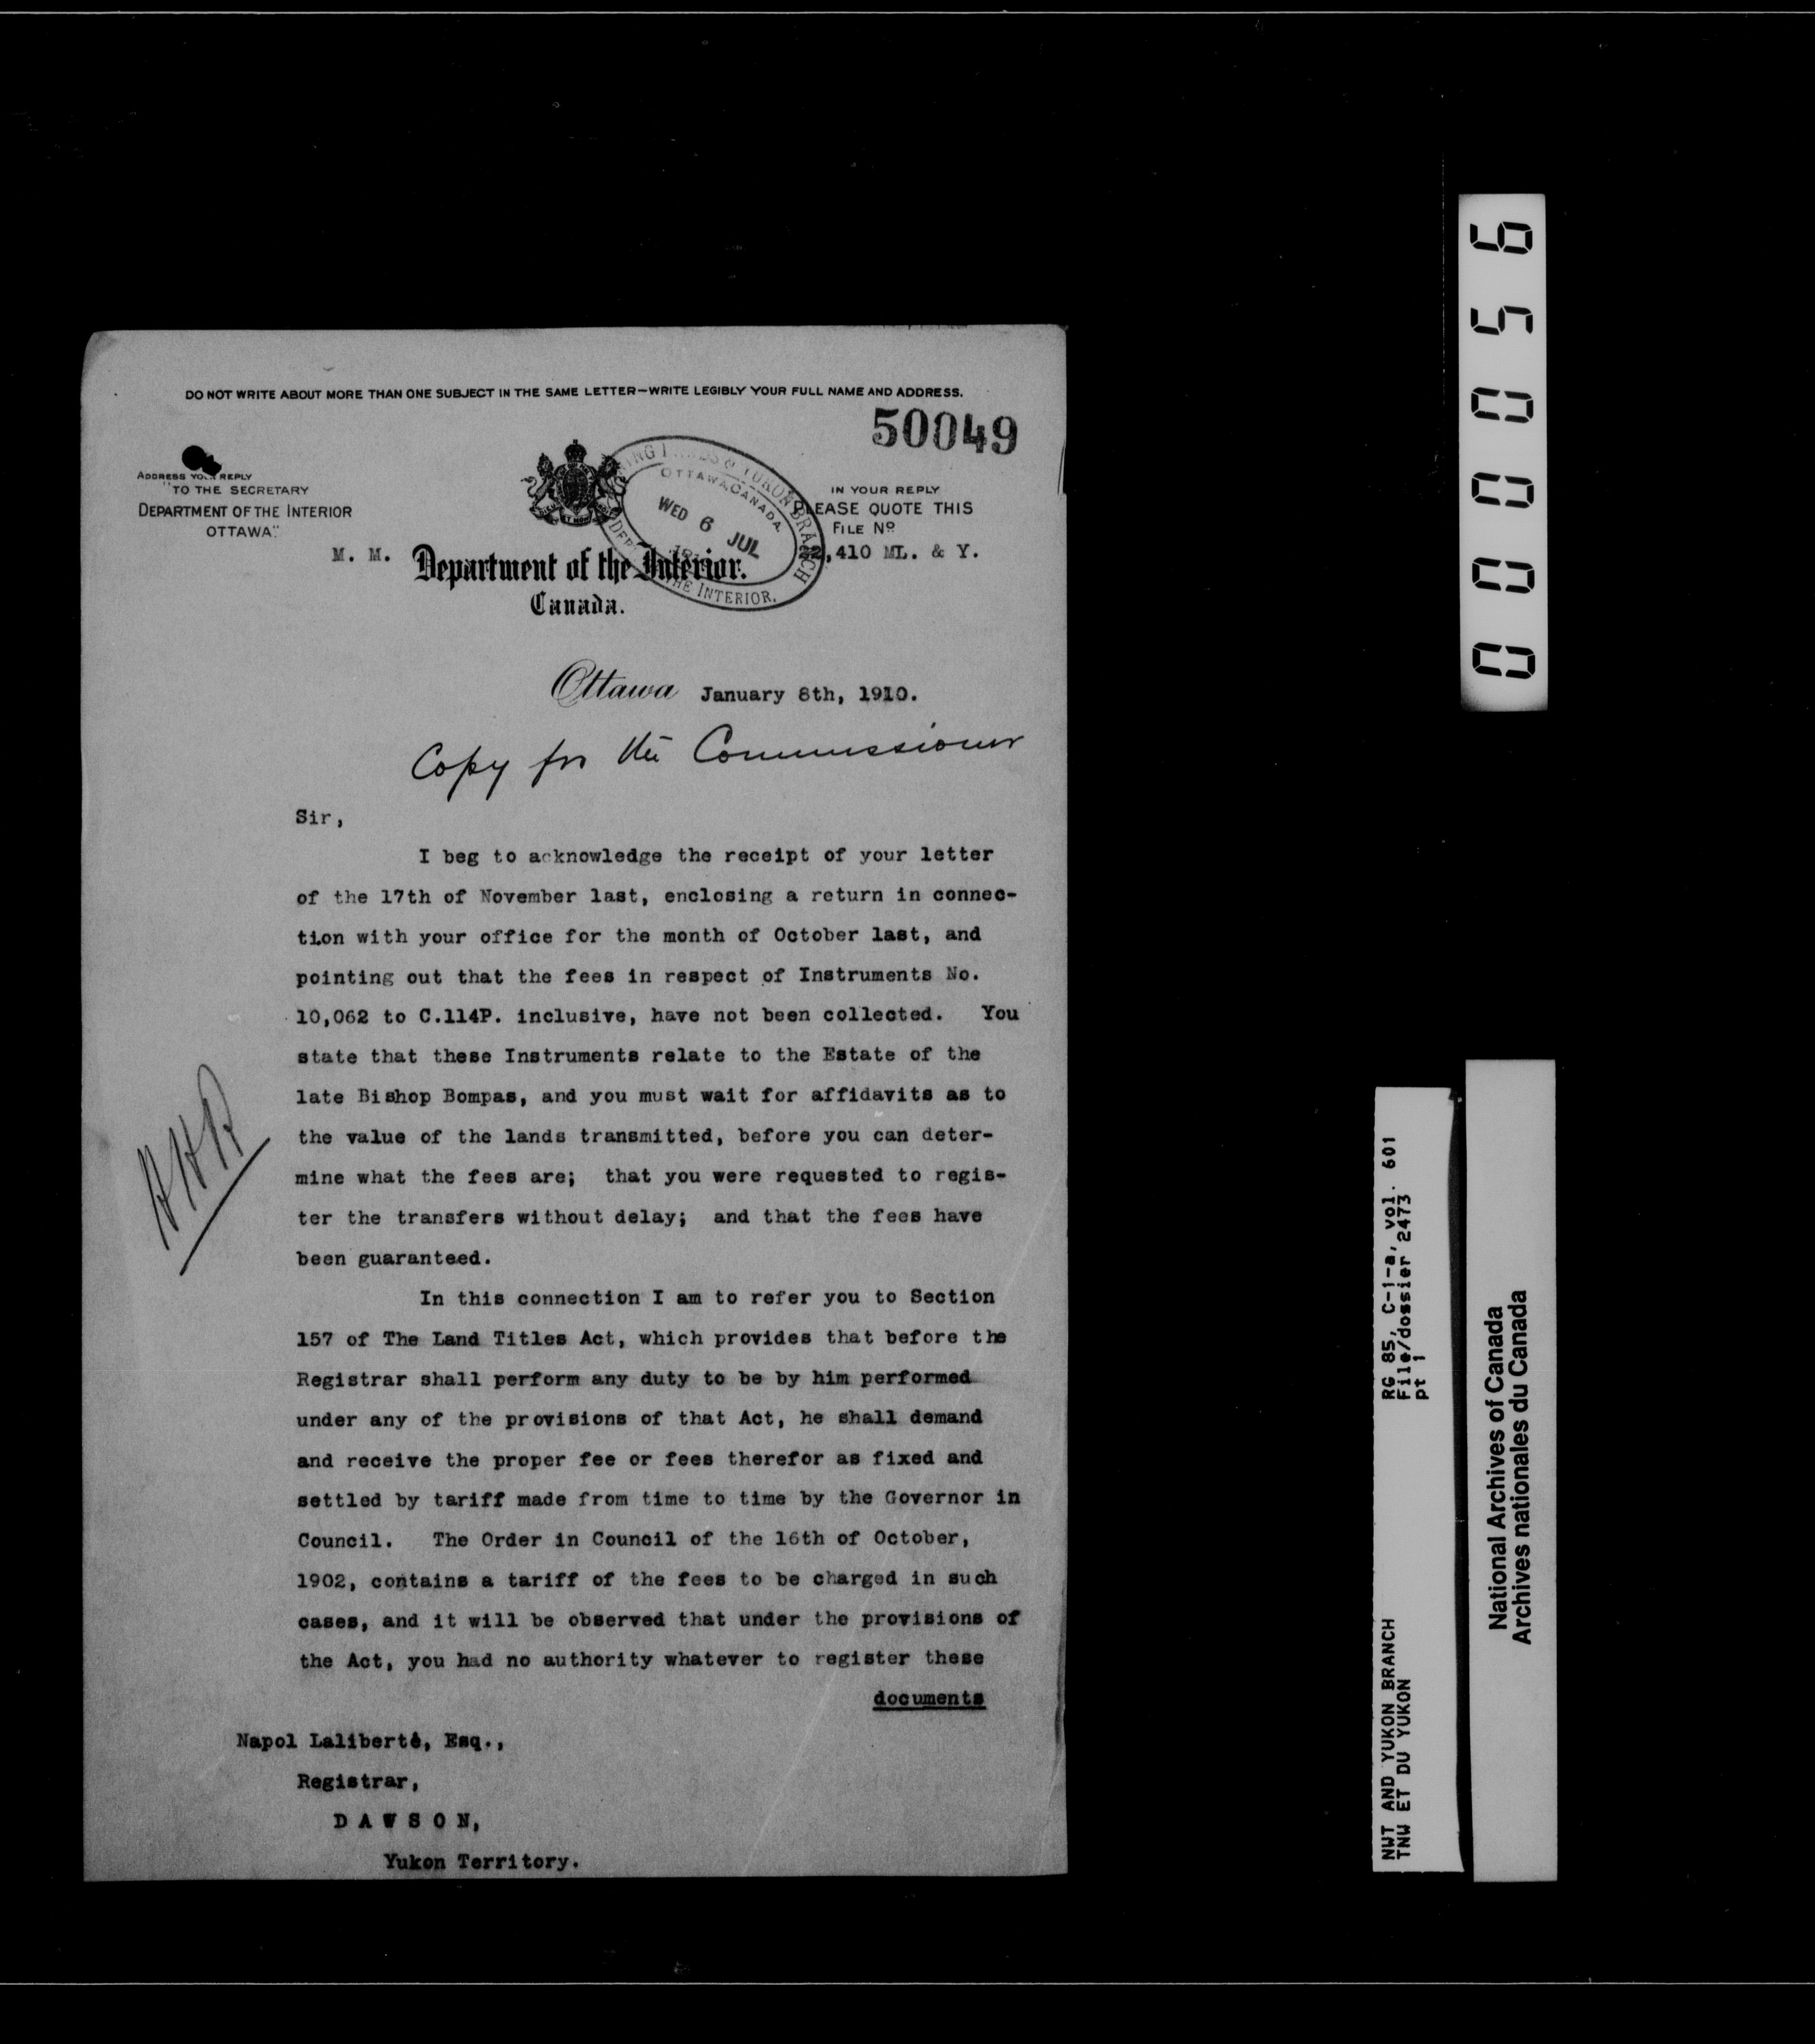 DO NOT WRITE ABOUT MORE THAN ONE SUBJECT IN THE SAME LETTER—WRITE LEGIBLY YOUR FULL NAME AND ADDRESS.
50049
ADDRESS YOUR REPLY
"TO THE SECRETARY
DEPARTMENT OF THE INTERIOR
OTTAWA."
IN YOUR REPLY
PLEASE QUOTE THIS
FILE No
22,410 ML. & Y.
YUKON BRANCH
OTTAWA, CANADA.
WED 6 JUL
THE INTERIOR.
M. M.
Department of the Interior.
Canada.
Ottawa January 8th, 1910.
Copy for the Commissioner
Sir,
I beg to acknowledge the receipt of your letter
of the 17th of November last, enclosing a return in connec-
tion with your office for the month of October last, and
pointing out that the fees in respect of Instruments No.
10,062 to C.114P. inclusive, have not been collected. You
state that these Instruments relate to the Estate of the
late Bishop Bompas, and you must wait for affidavits as to
the value of the lands transmitted, before you can deter-
mine what the fees are; that you were requested to regis-
ter the transfers without delay; and that the fees have
been guaranteed.
In this connection I am to refer you to Section
157 of The Land Titles Act, which provides that before the
Registrar shall perform any duty to be by him performed
under any of the provisions of that Act, he shall demand
and receive the proper fee or fees therefor as fixed and
settled by tariff made from time to time by the Governor in
Council. The Order in Council of the 16th of October,
1902, contains a tariff of the fees to be charged in such
cases, and it will be observed that under the provisions of
the Act, you had no authority whatever to register these
documents
Napol Laliberté, Esq.,
Registrar,
D A W S O N,
Yukon Territory.
000056
NWT AND YUKON BRANCH RG 85, C-1-a, vol. 601
TNW ET DU YUKON File/dossier 2473
pt 1
National Archives of Canada
Archives nationales du Canada